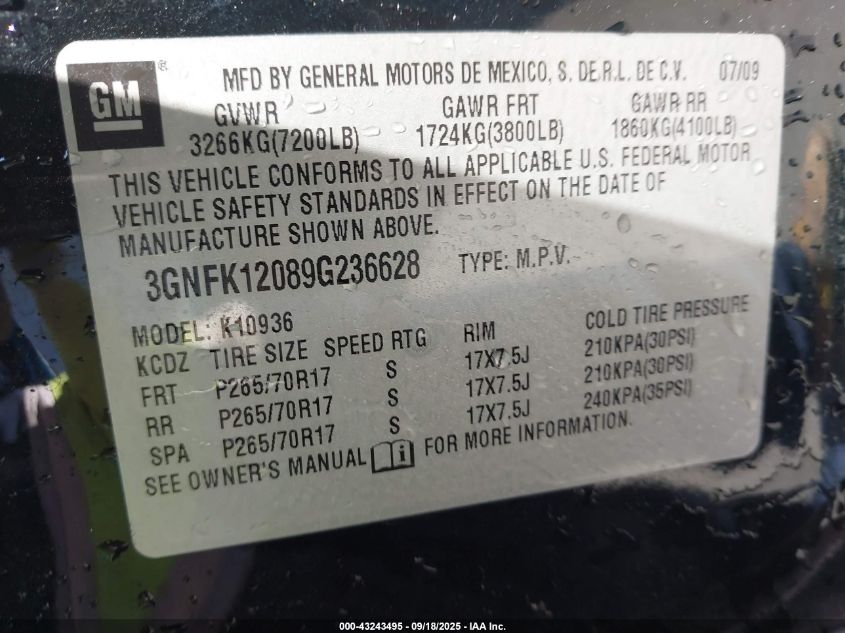 GM
MFD BY GENERAL MOTORS DE MEXICO, S. DE R.L. DE C.V. 07/09
GVWR GAWR FRT GAWR RR
3266KG(7200LB) 1724KG(3800LB) 1860KG(4100LB)
THIS VEHICLE CONFORMS TO ALL APPLICABLE U.S. FEDERAL MOTOR
VEHICLE SAFETY STANDARDS IN EFFECT ON THE DATE OF
MANUFACTURE SHOWN ABOVE.
3GNFK12089G236628 TYPE: M.P.V.
MODEL: K10936
KCDZ TIRE SIZE SPEED RTG RIM COLD TIRE PRESSURE
FRT P265/70R17 S 17X7.5J 210KPA(30PSI)
RR P265/70R17 S 17X7.5J 210KPA(30PSI)
SPA P265/70R17 S 17X7.5J 240KPA(35PSI)
SEE OWNER'S MANUAL i FOR MORE INFORMATION.
000-43243495 - 09/18/2025 - IAA Inc.